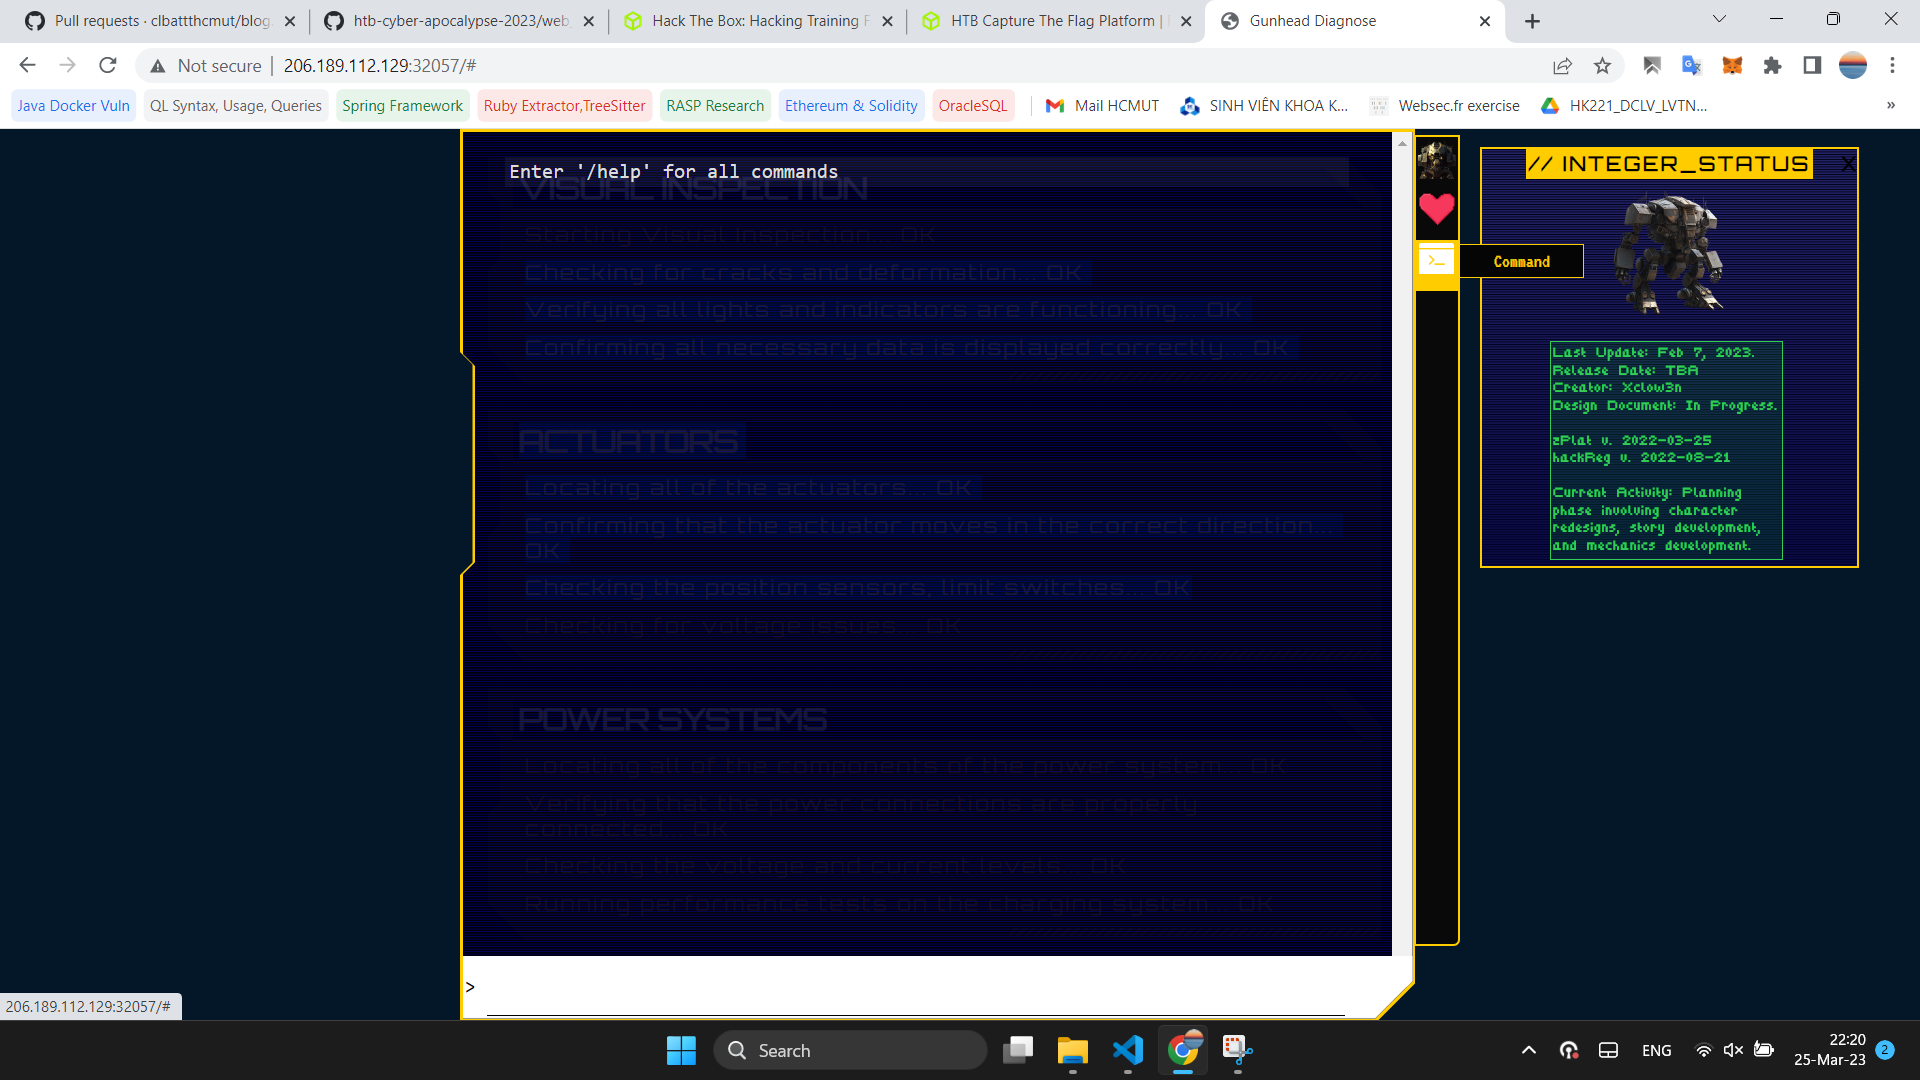 Pull requests · clbattthcmut/blog
htb-cyber-apocalypse-2023/web
Hack The Box: Hacking Training F
HTB Capture The Flag Platform |
Gunhead Diagnose
Not secure
206.189.112.129:32057/#
Java Docker Vuln
QL Syntax, Usage, Queries
Spring Framework
Ruby Extractor,TreeSitter
RASP Research
Ethereum & Solidity
OracleSQL
Mail HCMUT
SINH VIÊN KHOA K...
Websec.fr exercise
HK221_DCLV_LVTN...
»
Enter '/help' for all commands
VISUAL INSPECTION
Starting Visual Inspection... OK
Checking for cracks and deformation... OK
Verifying all lights and indicators are functioning... OK
Confirming all necessary data is displayed correctly... OK
ACTUATORS
Locating all of the actuators... OK
Confirming that the actuator moves in the correct direction...
OK
Checking the position sensors, limit switches... OK
Checking for voltage issues... OK
POWER SYSTEMS
Locating all of the components of the power system... OK
Verifying that the power connections are properly
connected... OK
Checking the voltage and current levels... OK
Running performance tests on the charging system... OK
>
>_
Command
// INTEGER_STATUS
X
Last Update: Feb 7, 2023.
Release Date: TBA
Creator: Xclow3n
Design Document: In Progress.
zPlat v. 2022-03-25
hackReg v. 2022-08-21
Current Activity: Planning
phase involving character
redesigns, story development,
and mechanics development.
206.189.112.129:32057/#
Search
ENG
22:20
25-Mar-23
2